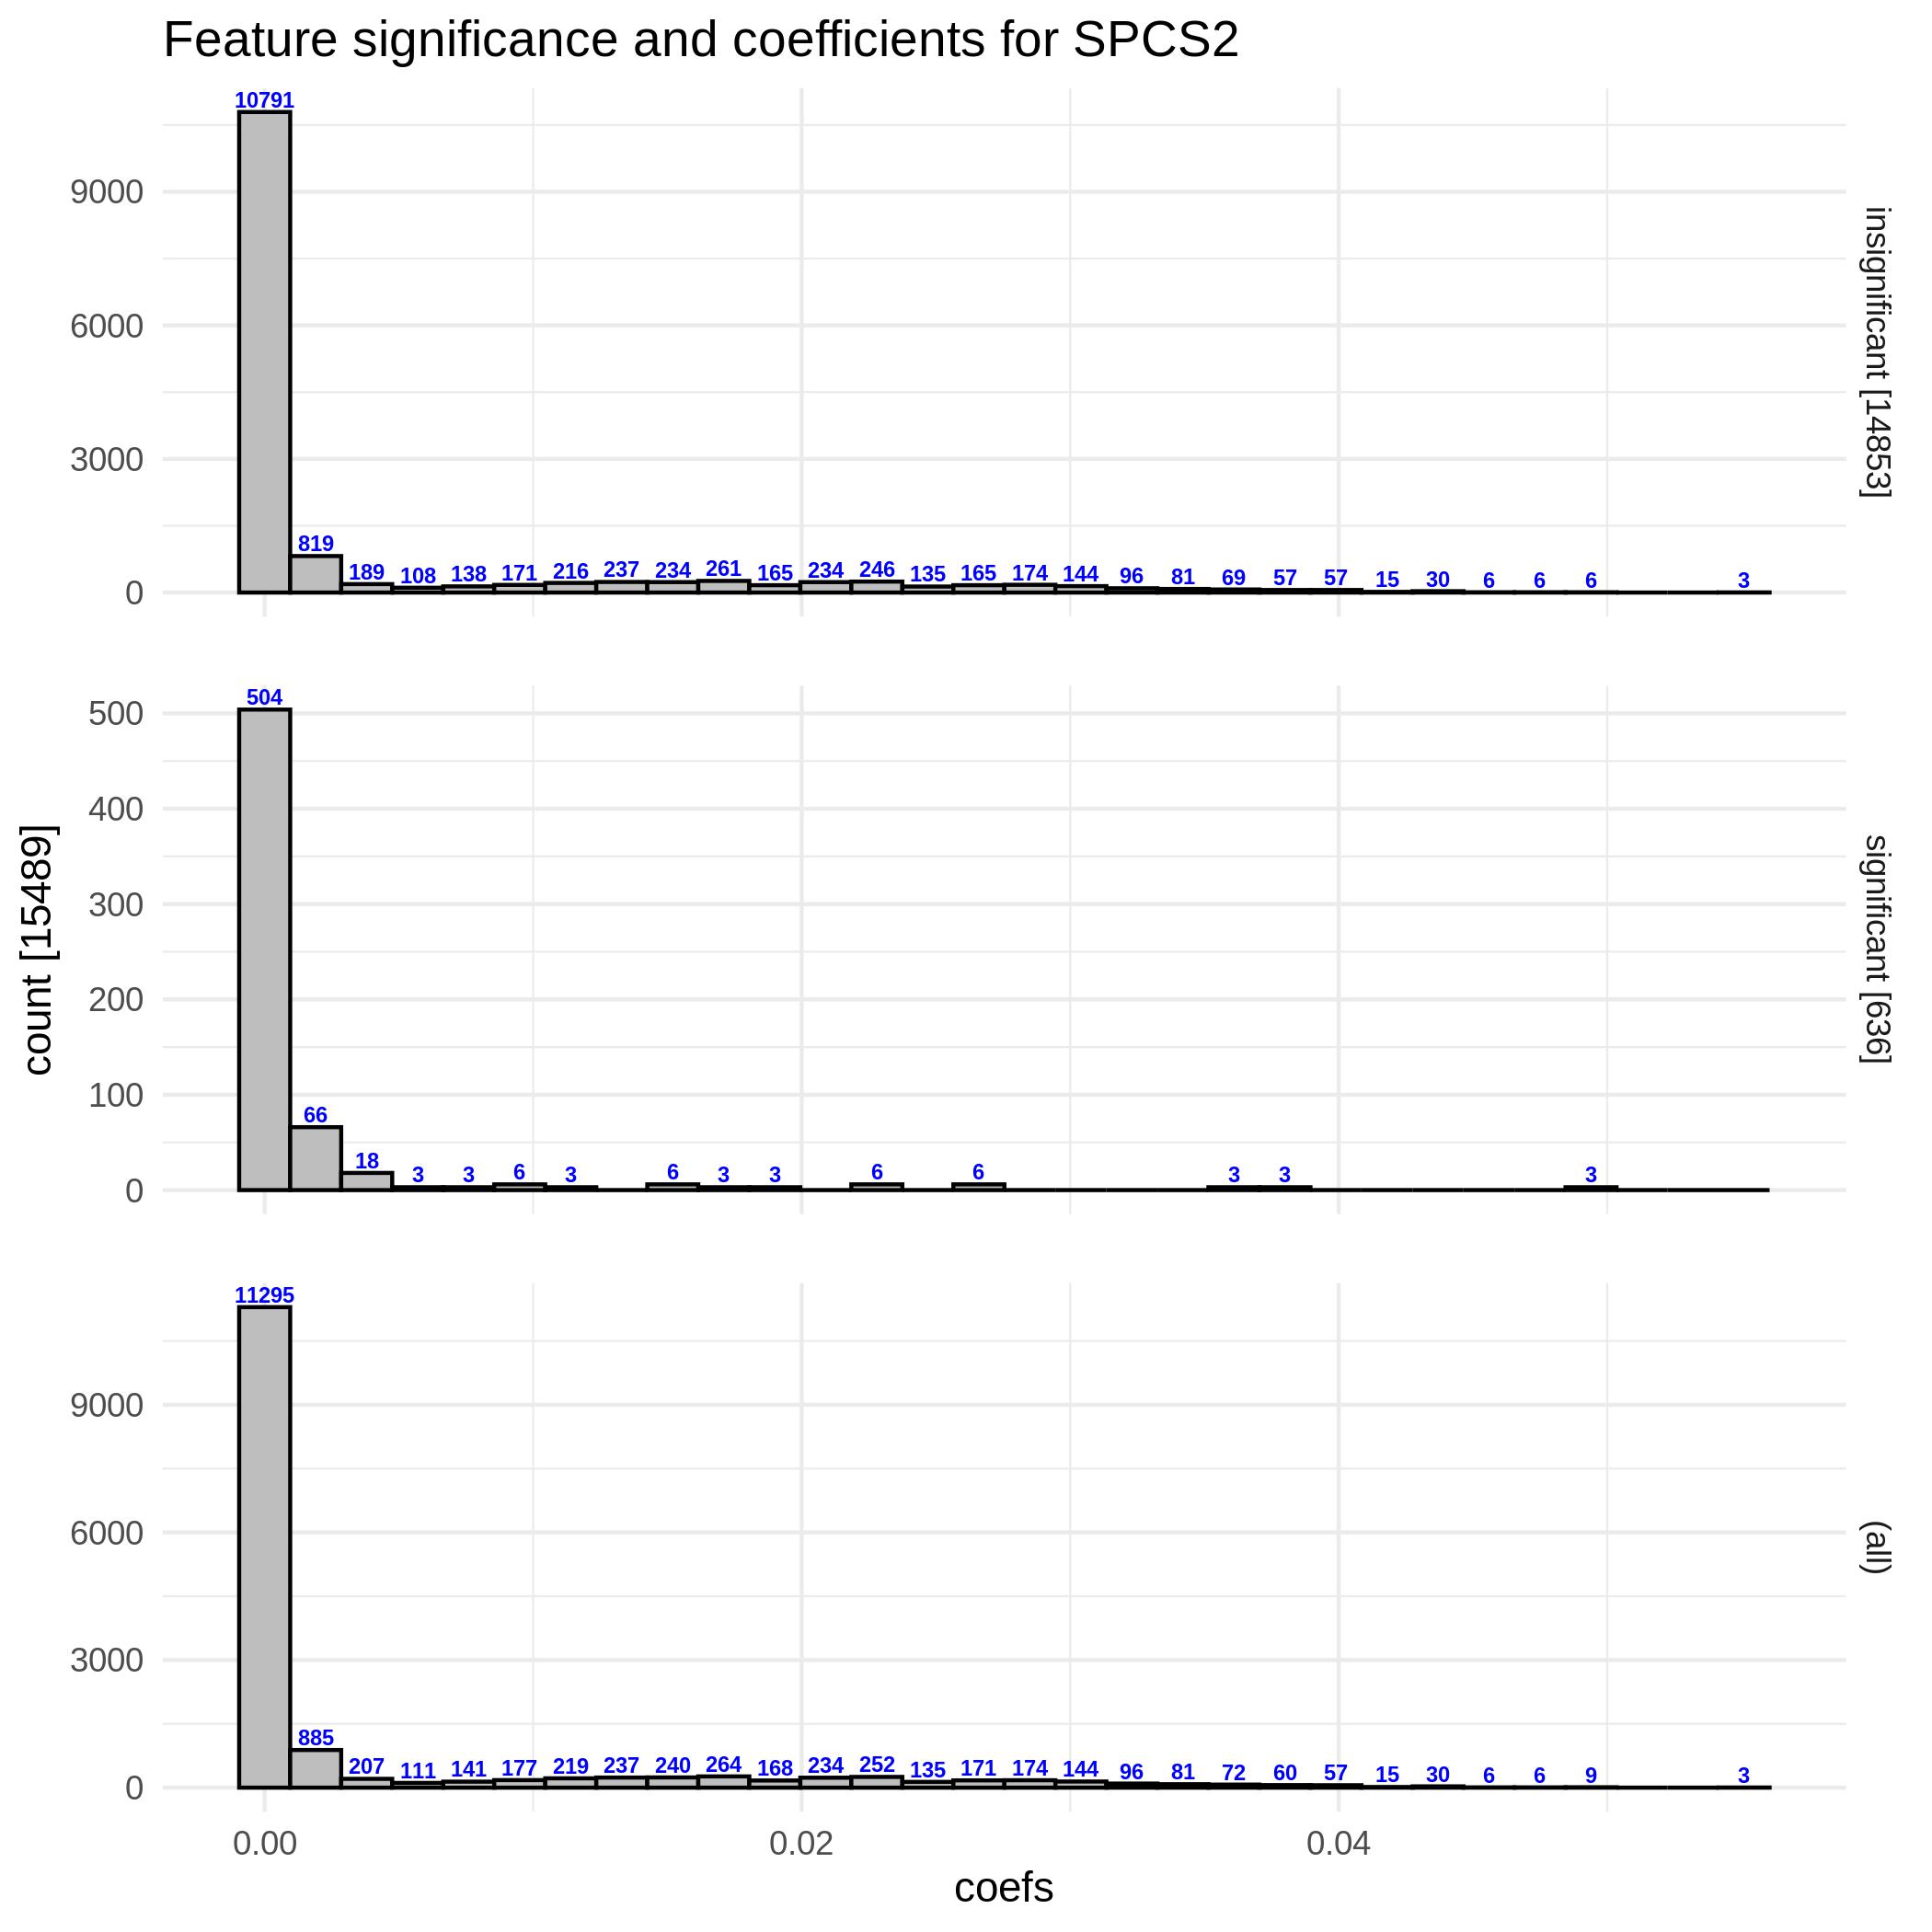 Feature significance and coefficients for SPCS2
10791
9000
6000
3000
0
819 189 108 138 171 216 237 234 261 165 234 246 135 165 174 144 96 81 69 57 57 15 30 6 6 6 3
insignificant [14853]
504
500
400
300
200
100
0
66 18 3 3 6 3 6 3 3 6 6 3 3 3
significant [636]
count [15489]
11295
9000
6000
3000
0
885 207 111 141 177 219 237 240 264 168 234 252 135 171 174 144 96 81 72 60 57 15 30 6 6 9 3
(all)
0.00 0.02 0.04
coefs